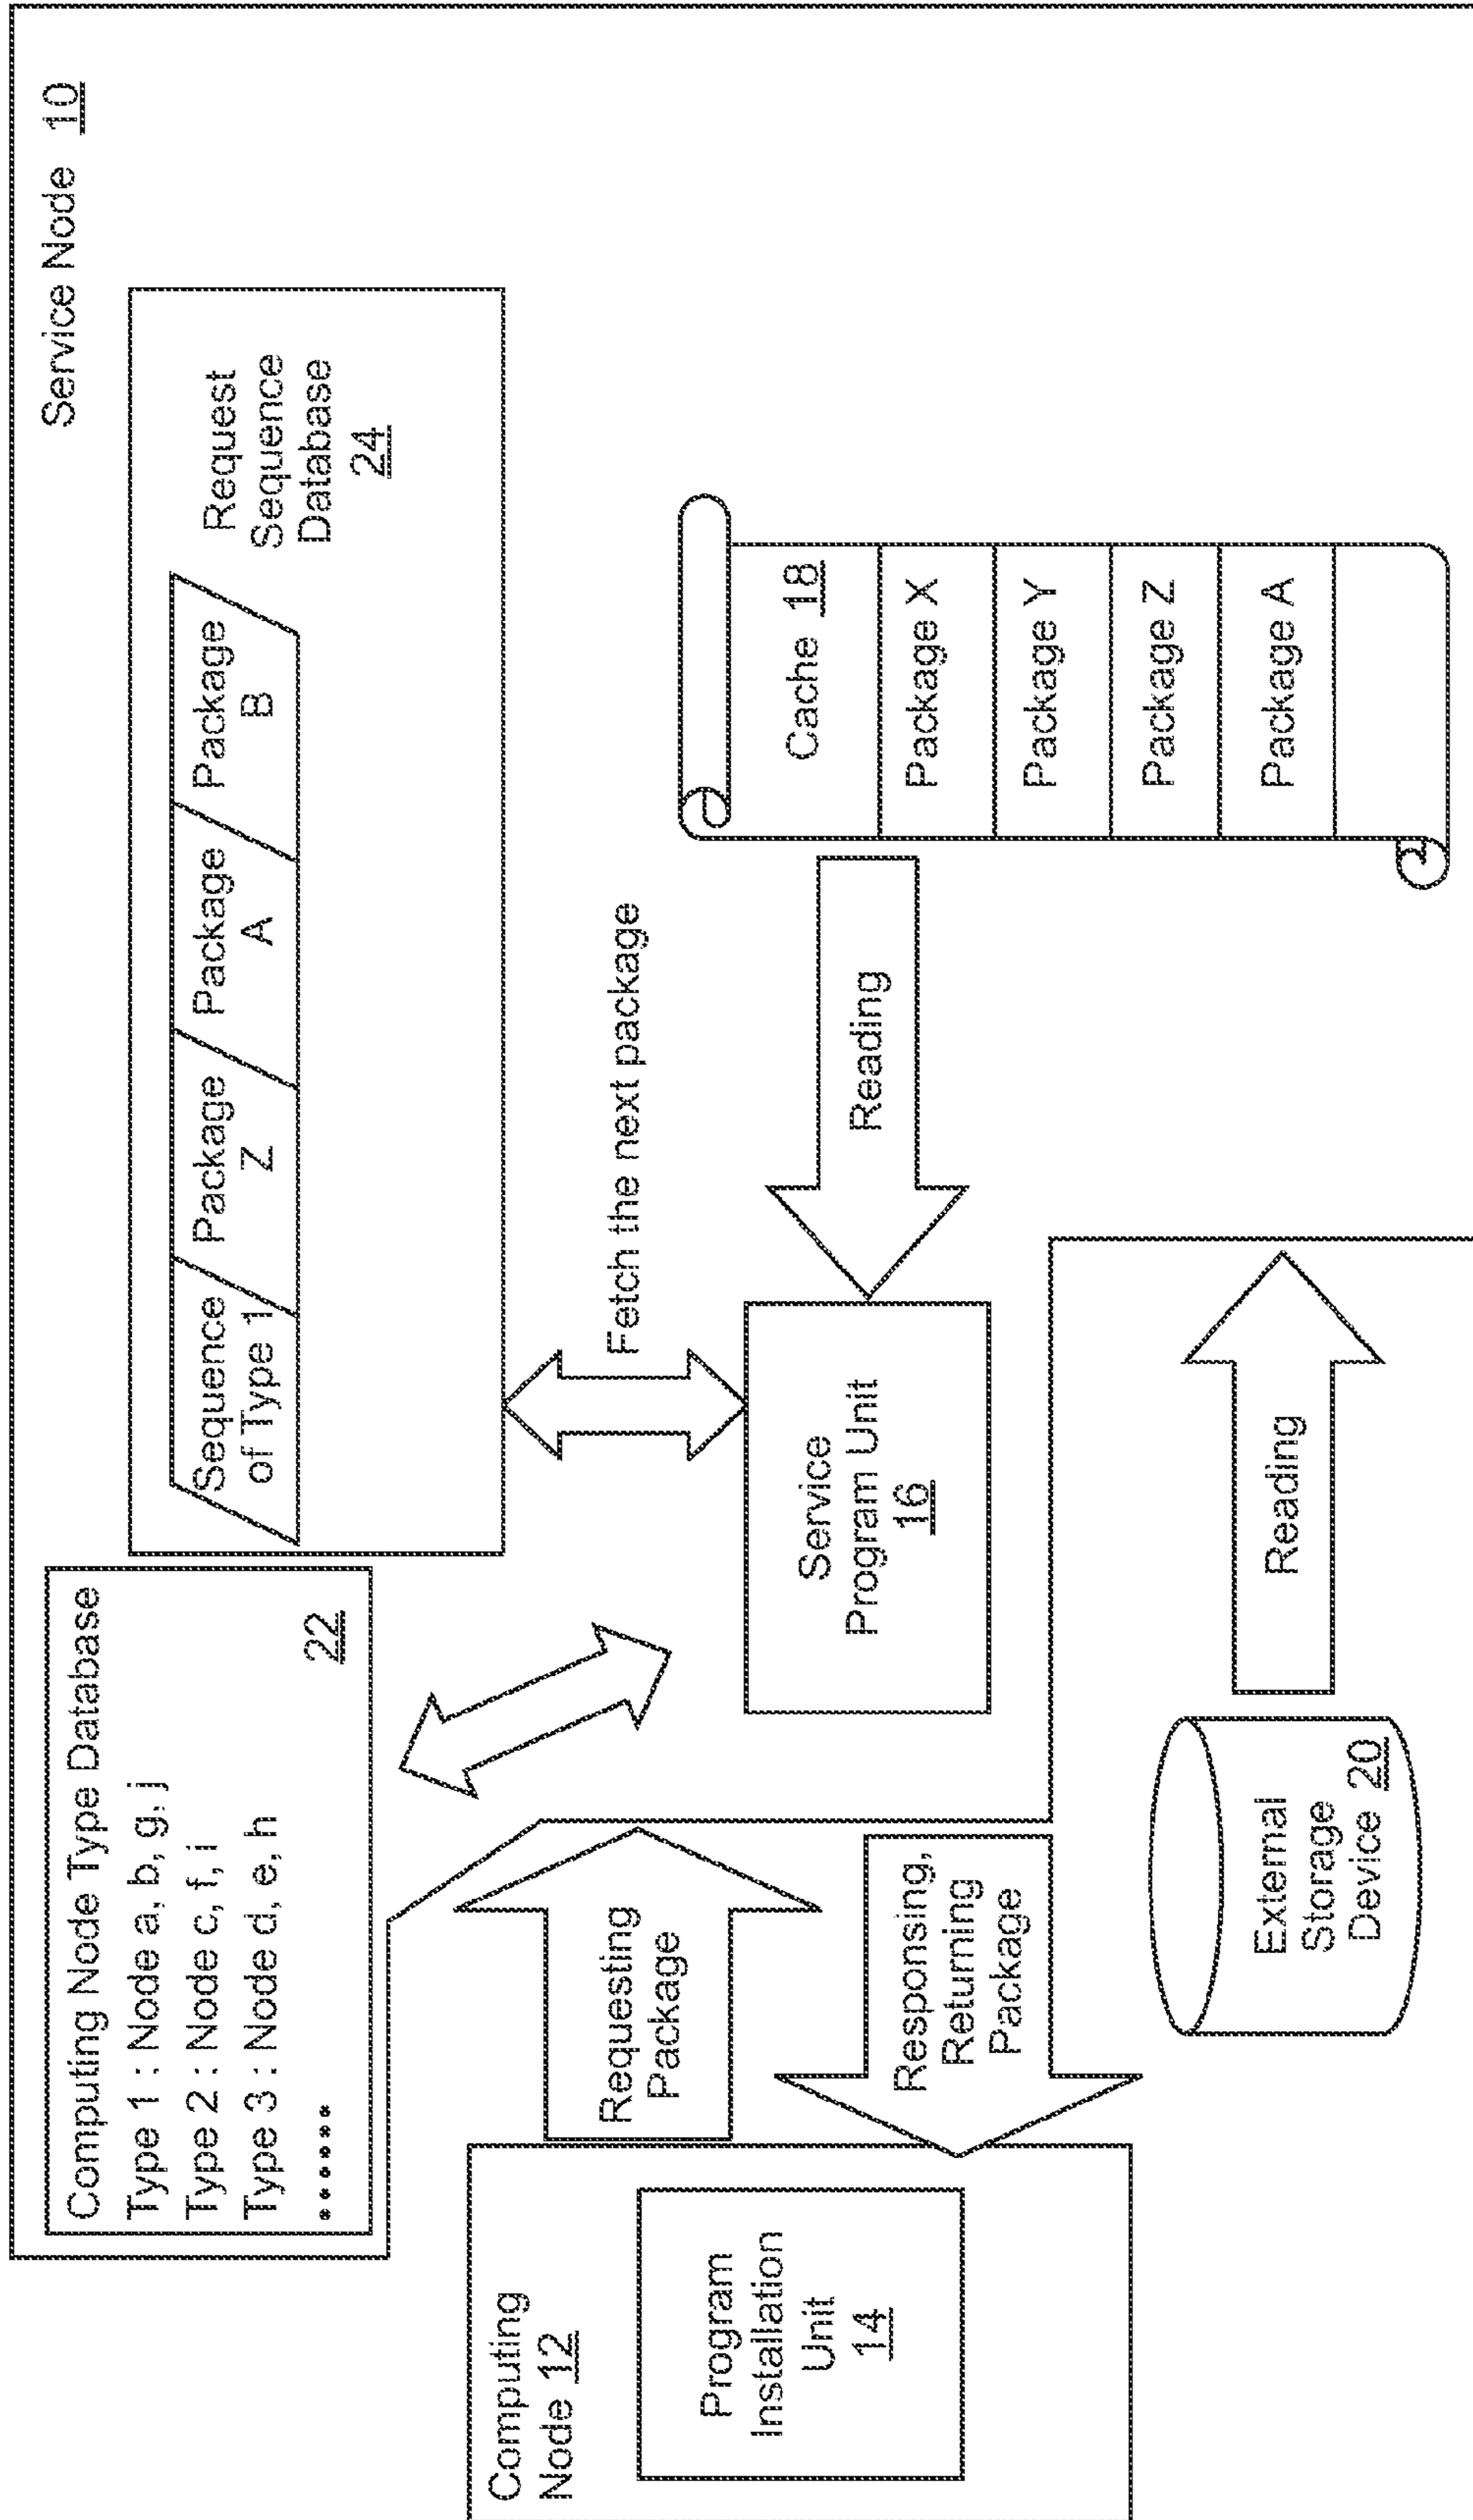 Service Node 10
Computing Node Type Database
Type 1 : Node a, b, g, j
Type 2 : Node c, f, i
Type 3 : Node d, e, h
......
22
Sequence
of Type 1
Package
Z
Package
A
Package
B
Request
Sequence
Database
24
Fetch the next package
Computing
Node 12
Program
Installation
Unit
14
Requesting
Package
Responsing,
Returning
Package
Service
Program Unit
16
Reading
Cache 18
Package X
Package Y
Package Z
Package A
External
Storage
Device 20
Reading